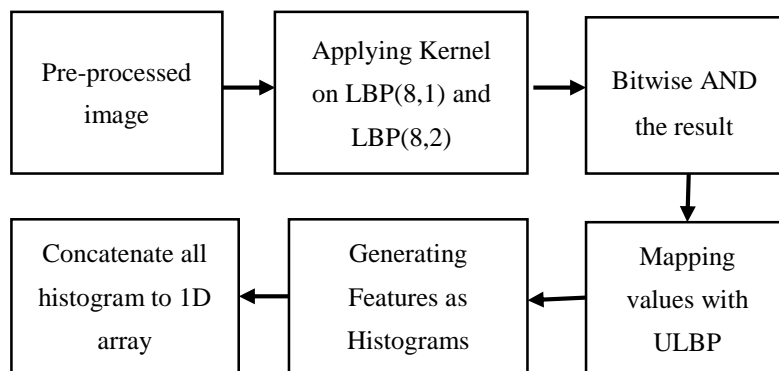 Pre-processed
image
Applying Kernel
on LBP(8,1) and
LBP(8,2)
Bitwise AND
the result
Mapping
values with
ULBP
Generating
Features as
Histograms
Concatenate all
histogram to 1D
array